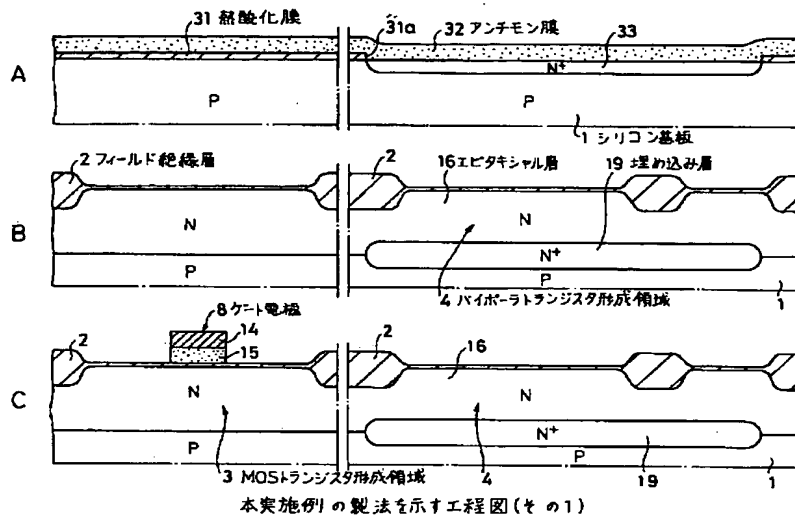 31 熱酸化膜
31a
32 アンチモン膜
33
A
N+
P
P
1 シリコン基板
2 フィールド絶縁層
2
16 エピタキシャル層
19 埋め込み層
B
N
N
N+
P
P
4 バイポーラトランジスタ形成領域
1
8 ゲート電極
14
15
2
2
16
C
N
N
N+
P
P
3 MOSトランジスタ形成領域
4
19
1
本実施例の製法を示す工程図(その1)